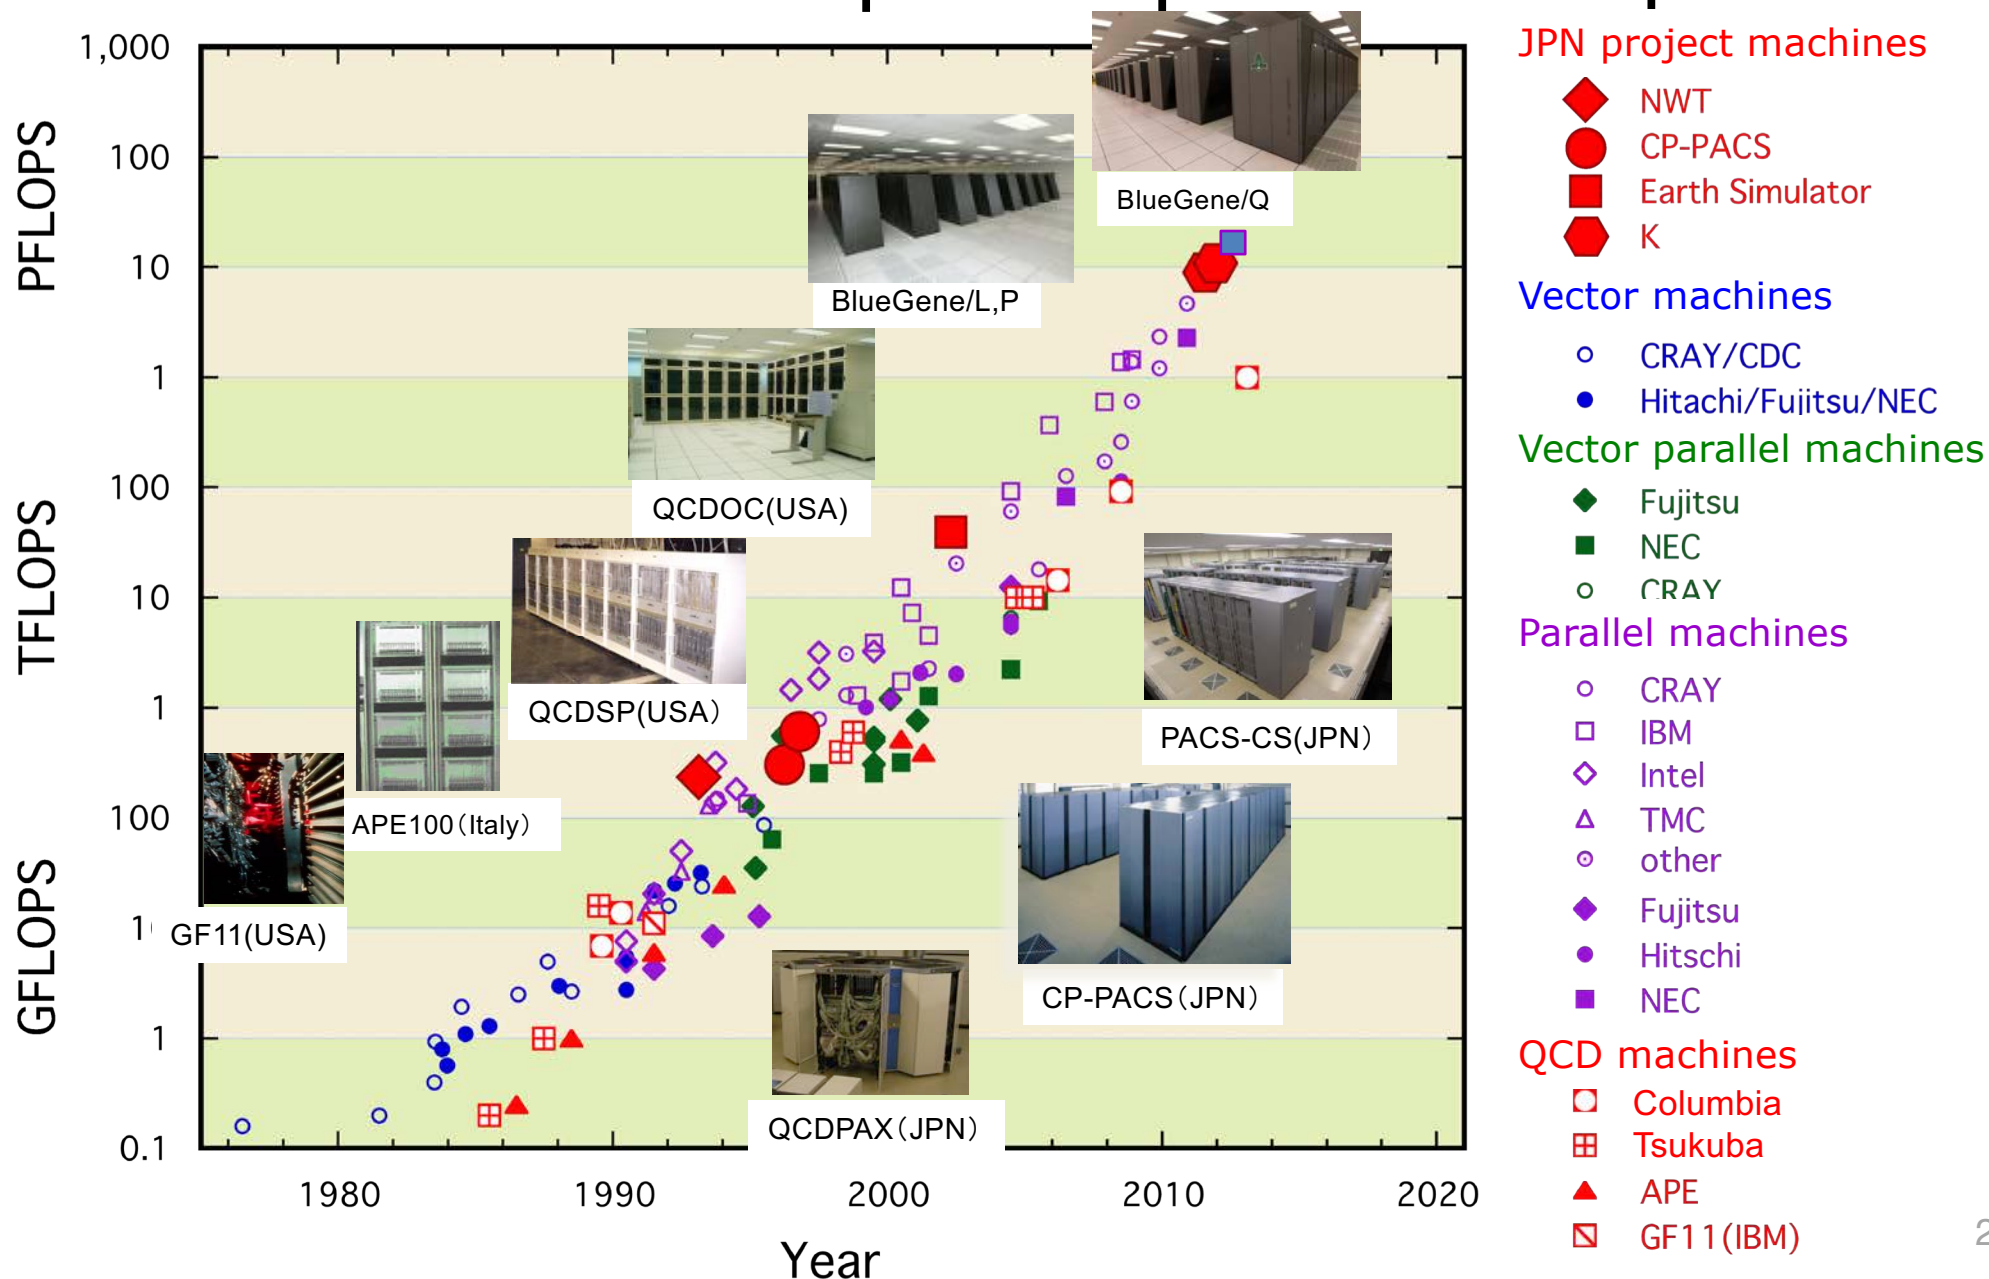 1,000
100
10
1
100
10
1
100
1
1
0.1
PFLOPS
TFLOPS
GFLOPS
1980
1990
2000
2010
2020
Year
BlueGene/Q
BlueGene/L,P
QCDOC(USA)
QCDSP(USA）
APE100（Italy）
GF11(USA)
PACS-CS(JPN）
CP-PACS（JPN）
QCDPAX（JPN）
JPN project machines
NWT
CP-PACS
Earth Simulator
K
Vector machines
CRAY/CDC
Hitachi/Fujitsu/NEC
Vector parallel machines
Fujitsu
NEC
CRAY
Parallel machines
CRAY
IBM
Intel
TMC
other
Fujitsu
Hitschi
NEC
QCD machines
Columbia
Tsukuba
APE
GF11(IBM)
2